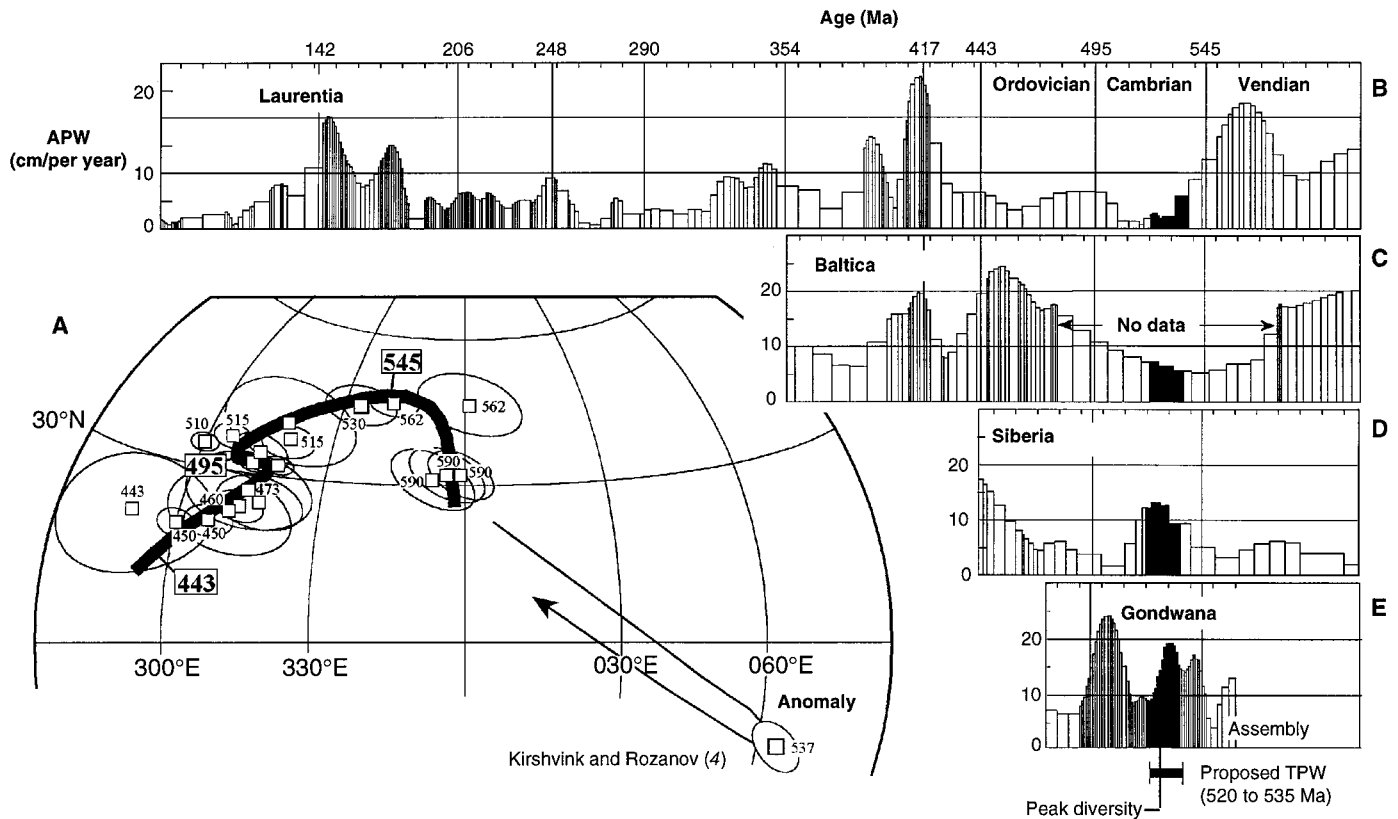 Age (Ma)
142 206 248 290 354 417 443 495 545
B
Laurentia
Ordovician
Cambrian
Vendian
APW
(cm/per year)
20
10
0
C
Baltica
No data
20
10
0
A
545
562
562
530
30°N
510
515
515
495
590
590
590
473
460
443
450
450
443
300°E
330°E
030°E
060°E
Anomaly
537
Kirshvink and Rozanov (4)
D
Siberia
20
10
0
E
Gondwana
20
10
0
Assembly
Proposed TPW
(520 to 535 Ma)
Peak diversity